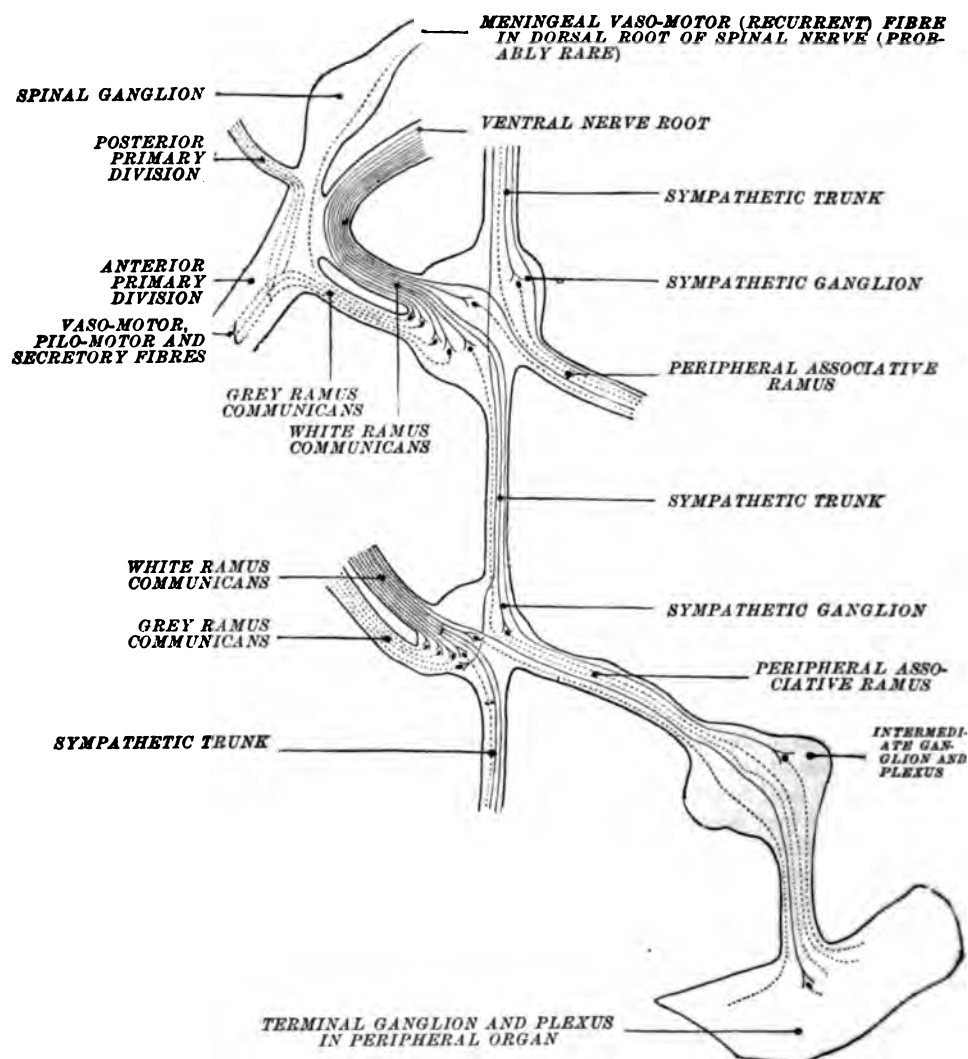 MENINGEAL VASO-MOTOR (RECURRENT) FIBRE
IN DORSAL ROOT OF SPINAL NERVE (PROB-
ABLY RARE)
SPINAL GANGLION
VENTRAL NERVE ROOT
POSTERIOR
PRIMARY
DIVISION
SYMPATHETIC TRUNK
ANTERIOR
PRIMARY
DIVISION
SYMPATHETIC GANGLION
VASO-MOTOR,
PILO-MOTOR AND
SECRETORY FIBRES
PERIPHERAL ASSOCIATIVE
RAMUS
GREY RAMUS
COMMUNICANS
WHITE RAMUS
COMMUNICANS
SYMPATHETIC TRUNK
WHITE RAMUS
COMMUNICANS
SYMPATHETIC GANGLION
GREY RAMUS
COMMUNICANS
PERIPHERAL ASSO-
CIATIVE RAMUS
SYMPATHETIC TRUNK
INTERMEDI-
ATE GAN-
GLION AND
PLEXUS
TERMINAL GANGLION AND PLEXUS
IN PERIPHERAL ORGAN